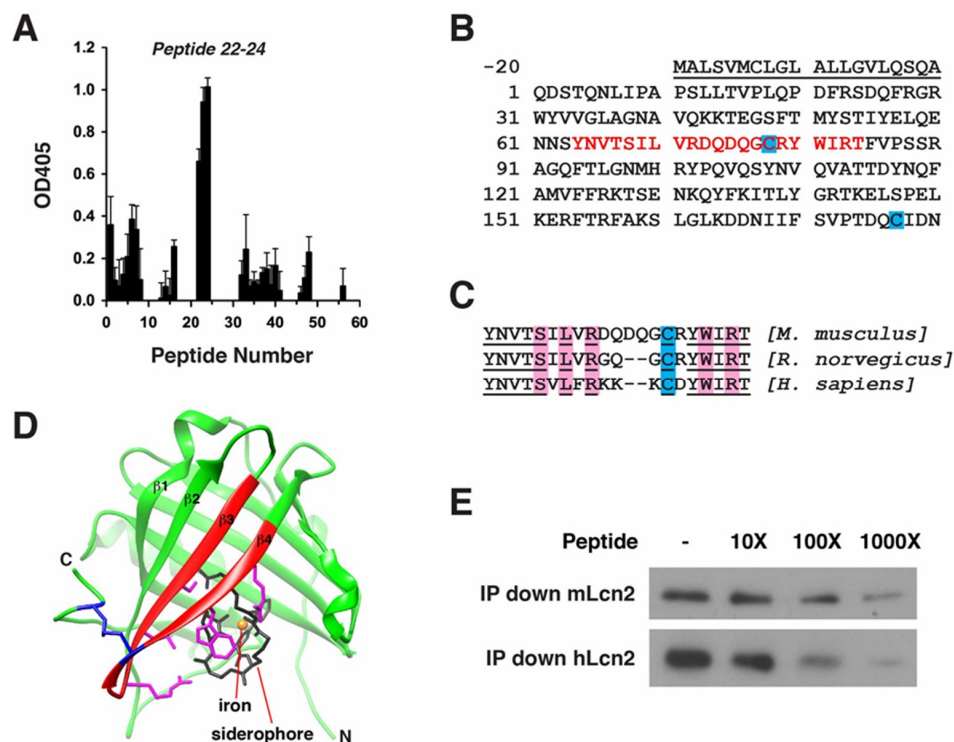 A
Peptide 22-24
1.2
1.0
0.8
0.6
0.4
0.2
0.0
OD405
0 10 20 30 40 50 60
Peptide Number
B
-20 MALSVMCLGL ALLGVLQSQA
1 QDSTQNLIPA PSLLTVPLQP DFRSDQFRGR
31 WYVVGLAGNA VQKKTEGSFT MYSTIYELQE
61 NNSYNVTSIL VRDQDQGCRY WIRTFVPSSR
91 AGQFTLGNMH RYPQVQSYNV QVATTDYNQF
121 AMVFFRKTSE NKQYFKITLY GRTKELSPEL
151 KERFTRFAKS LGLKDDNIIF SVPTDQCIDN
C
YNVTSILVRDQDQGCRYWIRT [M. musculus]
YNVTSILVRGQ--GCRYWIRT [R. norvegicus]
YNVTSVLFRKK--KCDYWIRT [H. sapiens]
D
β1
β2
β3
β4
C
iron
siderophore
N
E
Peptide - 10X 100X 1000X
IP down mLcn2
IP down hLcn2